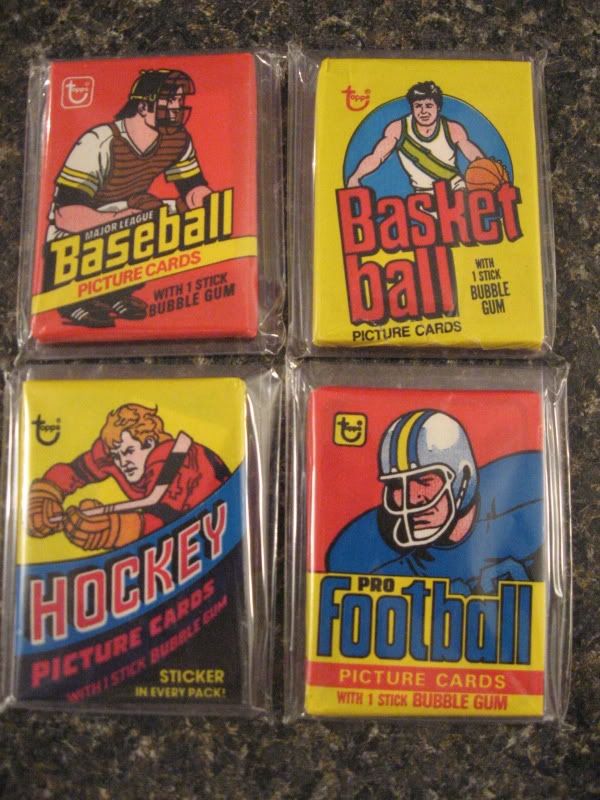 topps
MAJOR LEAGUE
Baseball
PICTURE CARDS
WITH 1 STICK
BUBBLE GUM
topps
Basket
ball
WITH
1 STICK
BUBBLE
GUM
PICTURE CARDS
topps
HOCKEY
PICTURE CARDS
WITH 1 STICK BUBBLE GUM
STICKER
IN EVERY PACK!
topps
PRO
Football
PICTURE CARDS
WITH 1 STICK BUBBLE GUM